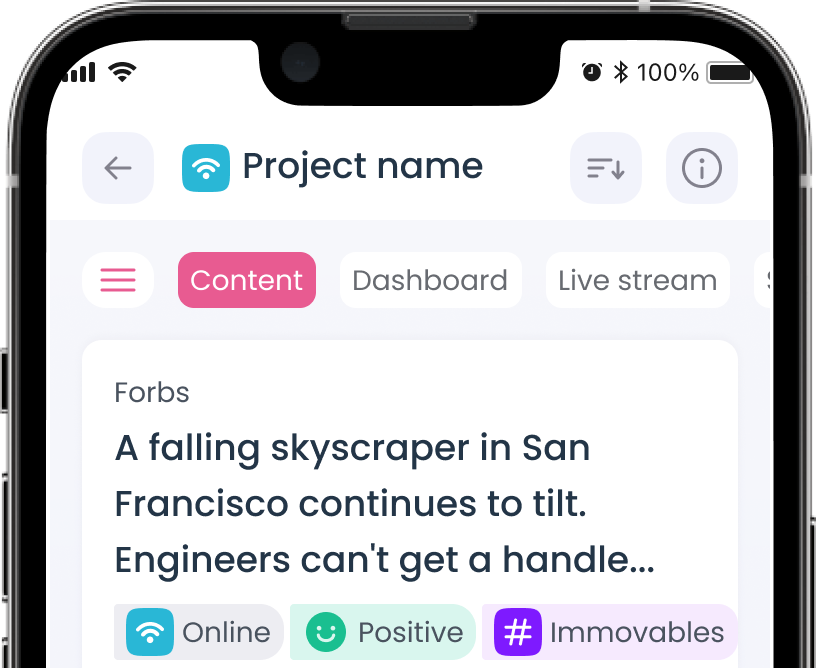 100%
Project name
Content Dashboard Live stream
Forbs
A falling skyscraper in San
Francisco continues to tilt.
Engineers can't get a handle...
Online Positive # Immovables